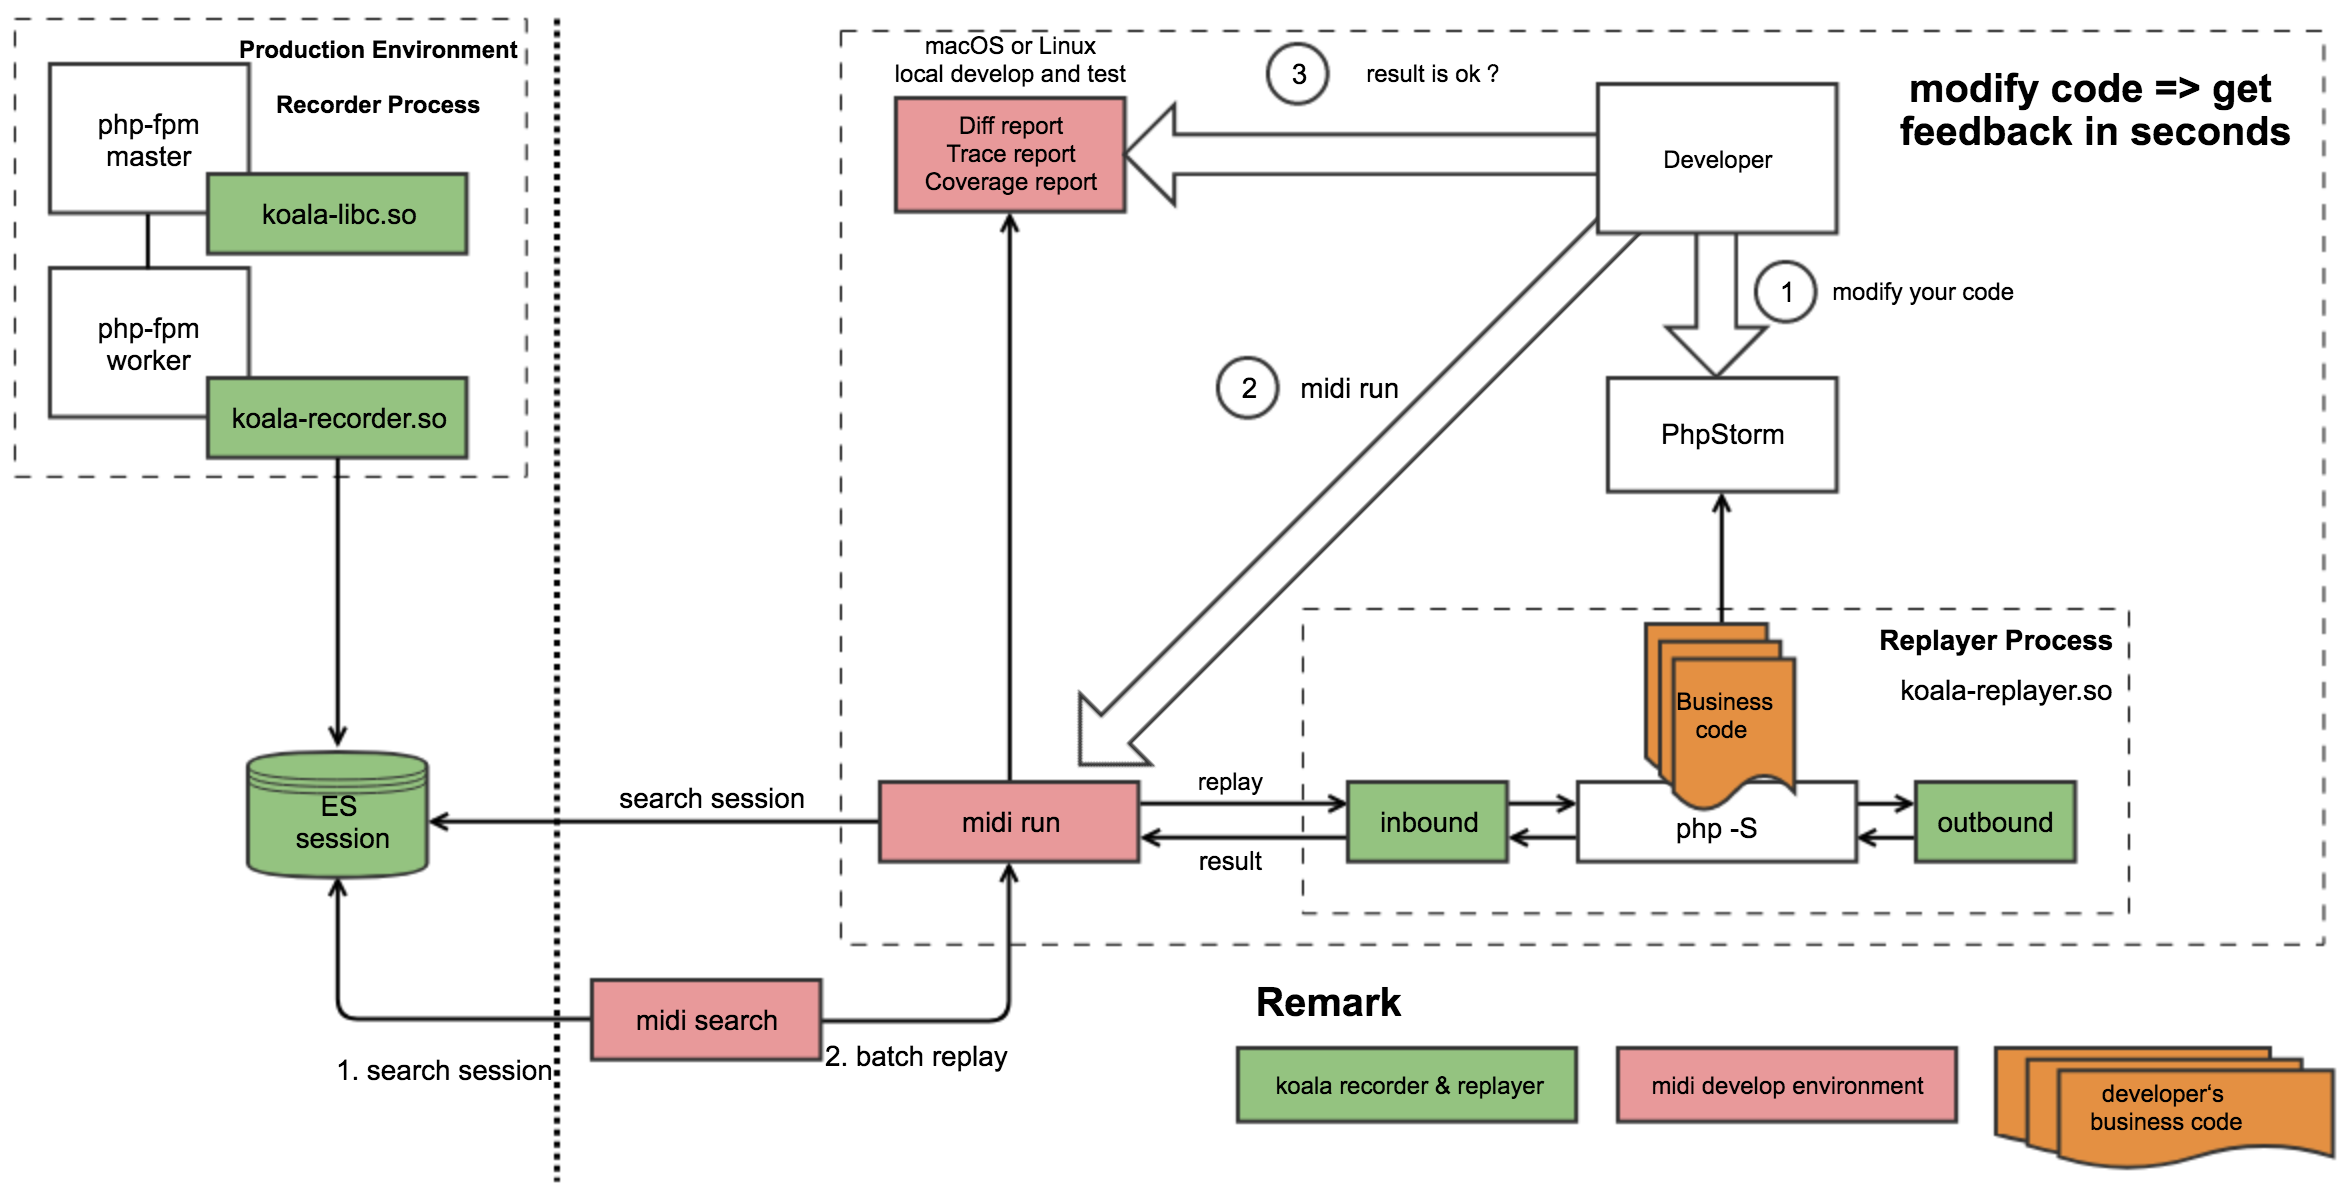 Production Environment
Recorder Process
php-fpm
master
koala-libc.so
php-fpm
worker
koala-recorder.so
ES
session
search session
1. search session
midi search
2. batch replay
macOS or Linux
local develop and test
Diff report
Trace report
Coverage report
3
result is ok ?
Developer
modify code => get
feedback in seconds
1
modify your code
2
midi run
PhpStorm
Replayer Process
koala-replayer.so
Business
code
midi run
replay
result
inbound
php -S
outbound
Remark
koala recorder & replayer
midi develop environment
developer‘s
business code